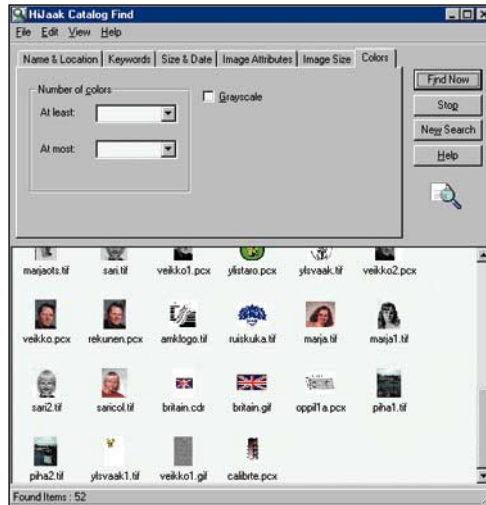 HiJaak Catalog Find
File Edit View Help
Name & Location Keywords Size & Date Image Attributes Image Size Colors
Number of colors
At least:
At most:
Grayscale
Find Now
Stop
New Search
Help
marjaots.tif sari.tif veikko1.pcx ylistaro.pcx ylsvaak.tif veikko2.pcx
veikko.pcx rekunen.pcx amklogo.tif ruiskuka.tif marja.tif marja1.tif
sari2.tif saricol.tif britain.cdr britain.gif oppil1a.pcx piha1.tif
piha2.tif ylsvaak1.tif veikko1.gif calibrte.pcx
Found Items : 52